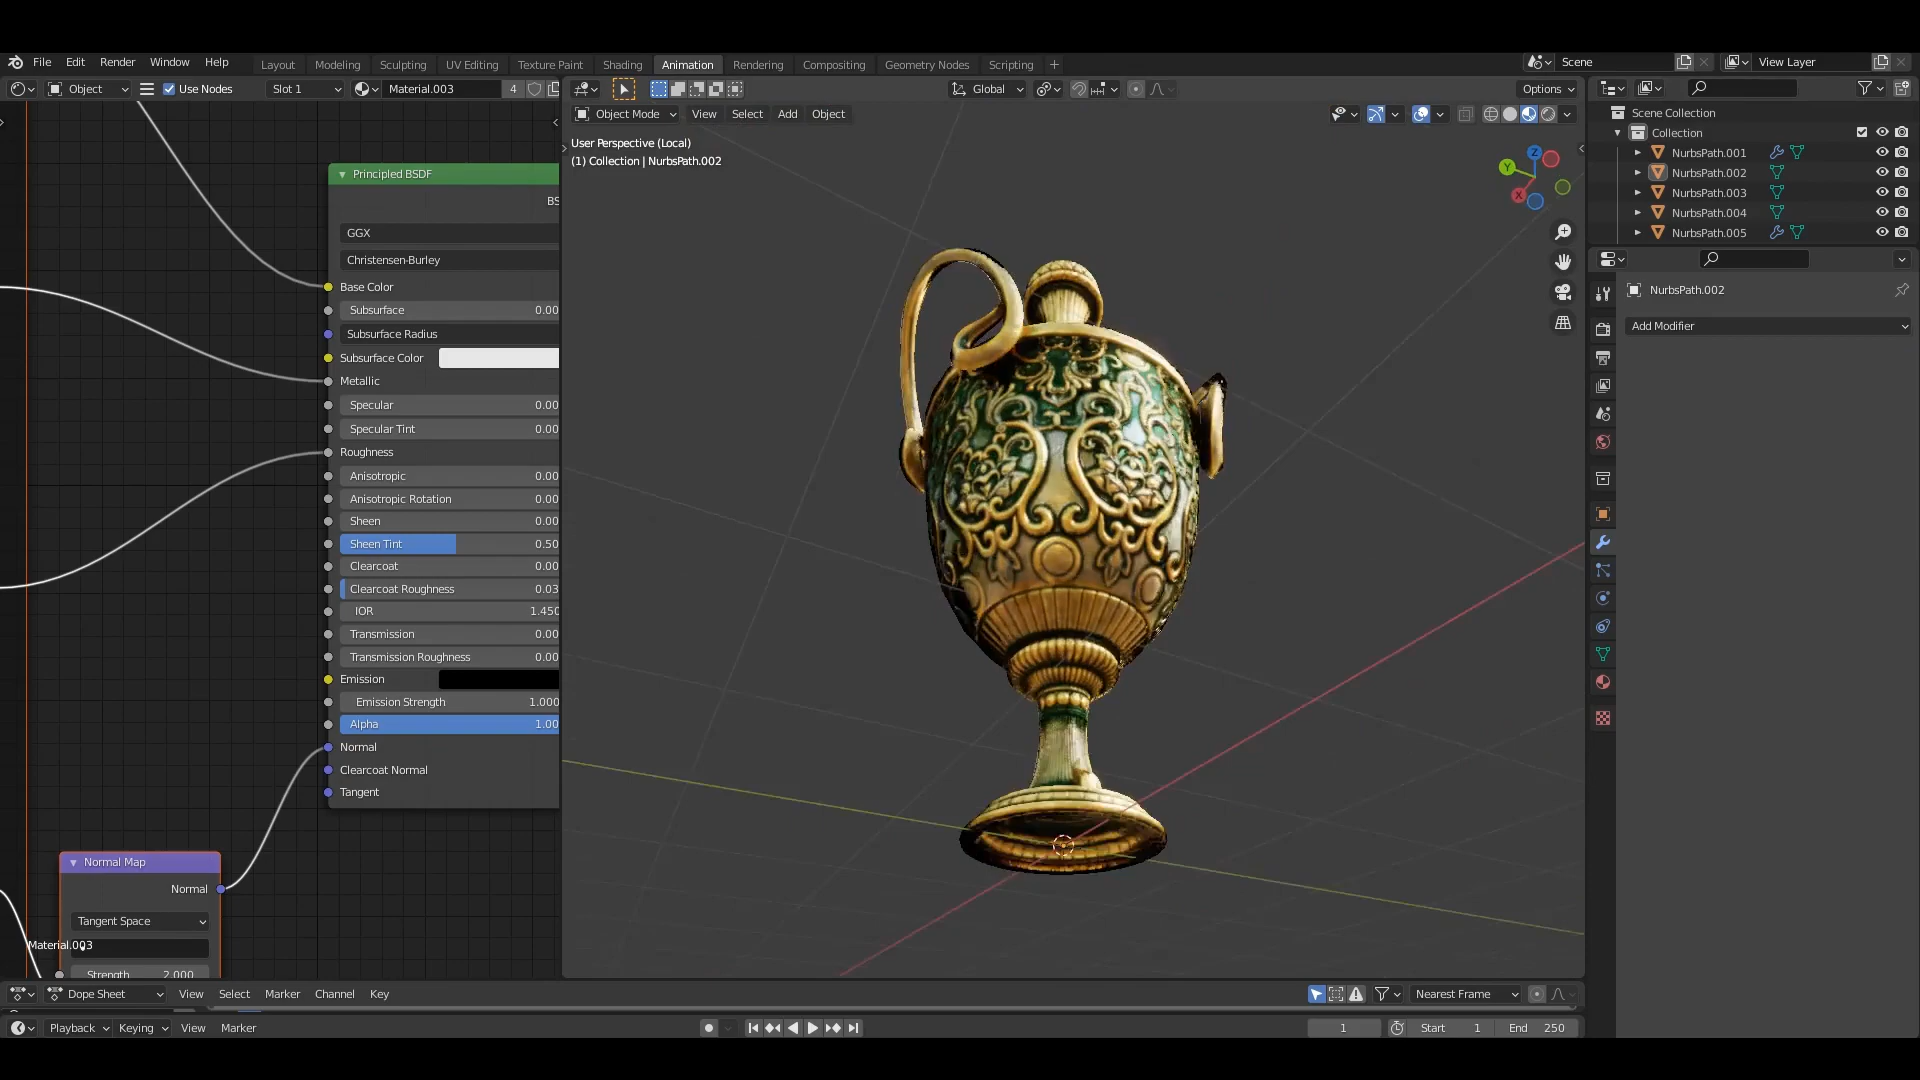 File Edit Render Window Help Layout Modeling Sculpting UV Editing Texture Paint Shading Animation Rendering Compositing Geometry Nodes Scripting + Scene View Layer
Object Use Nodes Slot 1 Material.003 4 Global Options
Object Mode View Select Add Object
Scene Collection
Collection
NurbsPath.001
NurbsPath.002
NurbsPath.003
NurbsPath.004
NurbsPath.005
User Perspective (Local)
(1) Collection | NurbsPath.002
Z
Y
X
NurbsPath.002
Add Modifier
Principled BSDF
BS
GGX
Christensen-Burley
Base Color
Subsurface 0.00
Subsurface Radius
Subsurface Color
Metallic
Specular 0.00
Specular Tint 0.00
Roughness
Anisotropic 0.00
Anisotropic Rotation 0.00
Sheen 0.00
Sheen Tint 0.50
Clearcoat 0.00
Clearcoat Roughness 0.03
IOR 1.450
Transmission 0.00
Transmission Roughness 0.00
Emission
Emission Strength 1.000
Alpha 1.00
Normal
Clearcoat Normal
Tangent
Normal Map
Normal
Tangent Space
Material.003
Strength 2.000
Dope Sheet View Select Marker Channel Key Nearest Frame
Playback Keying View Marker 1 Start 1 End 250